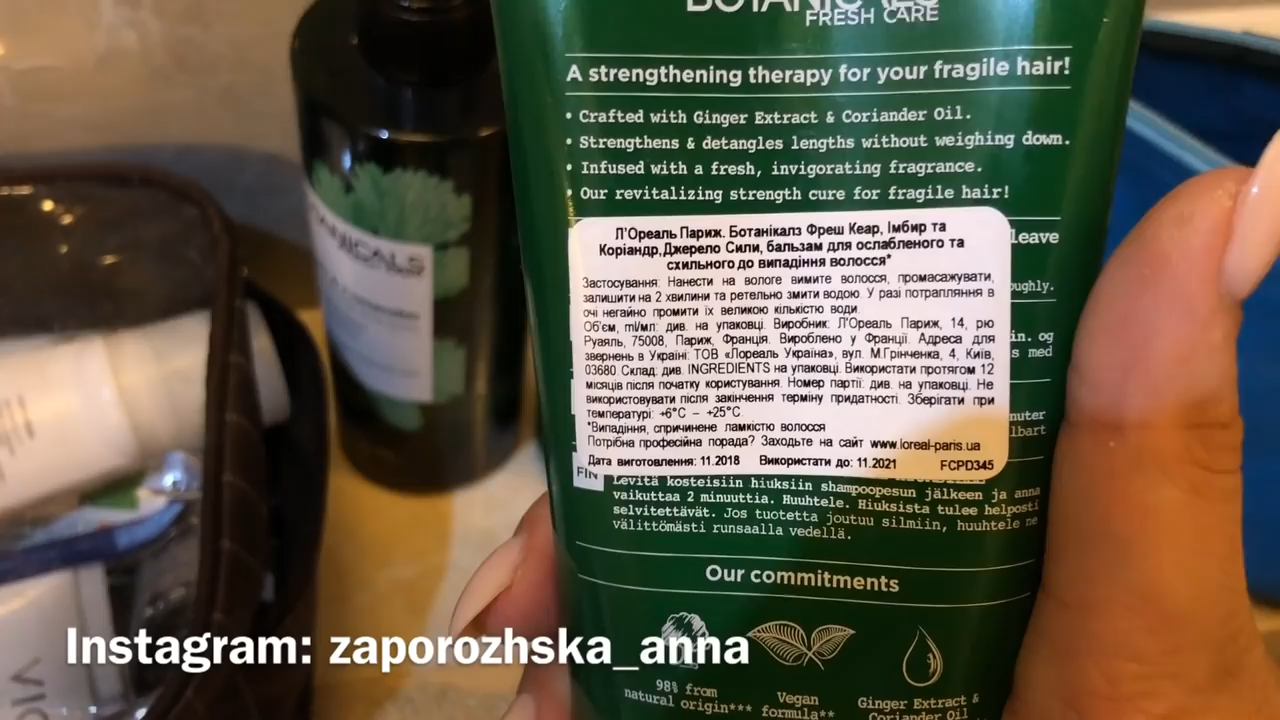 BOTANICALS
FRESH CARE
A strengthening therapy for your fragile hair!
• Crafted with Ginger Extract & Coriander Oil.
• Strengthens & detangles lengths without weighing down.
• Infused with a fresh, invigorating fragrance.
• Our revitalizing strength cure for fragile hair!
leave
Л'Ореаль Париж. Ботанікалз Фреш Кеар, Імбир та
Коріандр,Джерело Сили, бальзам для ослабленого та
схильного до випадіння волосся*
Застосування: Нанести на вологе вимите волосся, промасажувати,
залишити на 2 хвилини та ретельно змити водою. У разі потрапляння в
очі негайно промити їх великою кількістю води.
Об'єм, ml/мл: див. на упаковці. Виробник: Л'Ореаль Париж, 14, рю
Руаяль, 75008, Париж, Франція. Вироблено у Франції. Адреса для
звернень в Україні: ТОВ «Лореаль Україна», вул. М.Грінченка, 4, Київ,
03680. Склад: див. INGREDIENTS на упаковці. Використати протягом 12
місяців після початку користування. Номер партії: див. на упаковці. Не
використовувати після закінчення терміну придатності. Зберігати при
температурі: +6°C – +25°C.
*Випадіння, спричинене ламкістю волосся
Потрібна професійна порада? Заходьте на сайт www.loreal-paris.ua
Дата виготовлення: 11.2018 Використати до: 11.2021 FCPD345
og
s med
FIN
Levitä kosteisiin hiuksiin shampoopesun jälkeen ja anna
vaikuttaa 2 minuuttia. Huuhtele. Hiuksista tulee helposti
selvitettävät. Jos tuotetta joutuu silmiin, huuhtele ne
välittömästi runsaalla vedellä.
Our commitments
98% from
natural origin***
Vegan
formula**
Ginger Extract &
Coriander Oil
Instagram: zaporozhska_anna